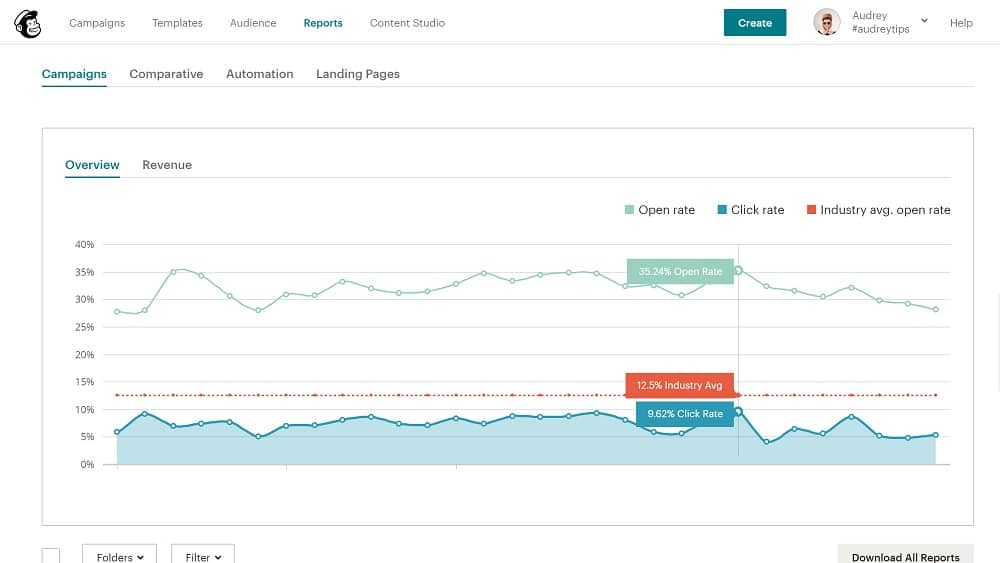 Campaigns Templates Audience Reports Content Studio Create Audrey Help
#audreytips
Campaigns Comparative Automation Landing Pages
Overview Revenue
Open rate Click rate Industry avg. open rate
40%
35%
35.24% Open Rate
30%
25%
20%
15%
12.5% Industry Avg
10%
9.62% Click Rate
5%
0%
Folders Filter Download All Reports